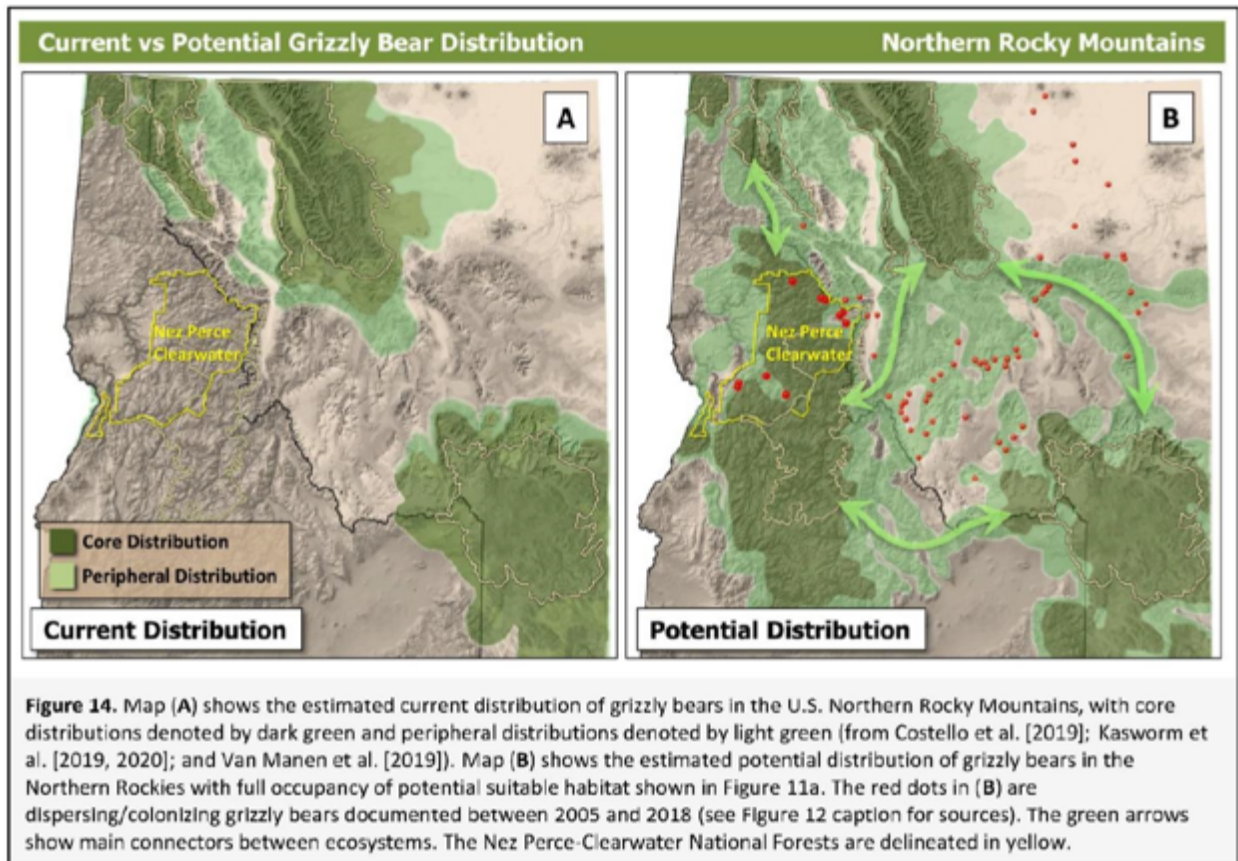 Current vs Potential Grizzly Bear Distribution
Northern Rocky Mountains
A
Nez Perce
Clearwater
Core Distribution
Peripheral Distribution
Current Distribution
B
Nez Perce
Clearwater
Potential Distribution
Figure 14. Map (A) shows the estimated current distribution of grizzly bears in the U.S. Northern Rocky Mountains, with core
distributions denoted by dark green and peripheral distributions denoted by light green (from Costello et al. [2019]; Kasworm et
al. [2019, 2020]; and Van Manen et al. [2019]). Map (B) shows the estimated potential distribution of grizzly bears in the
Northern Rockies with full occupancy of potential suitable habitat shown in Figure 11a. The red dots in (B) are
dispersing/colonizing grizzly bears documented between 2005 and 2018 (see Figure 12 caption for sources). The green arrows
show main connectors between ecosystems. The Nez Perce-Clearwater National Forests are delineated in yellow.